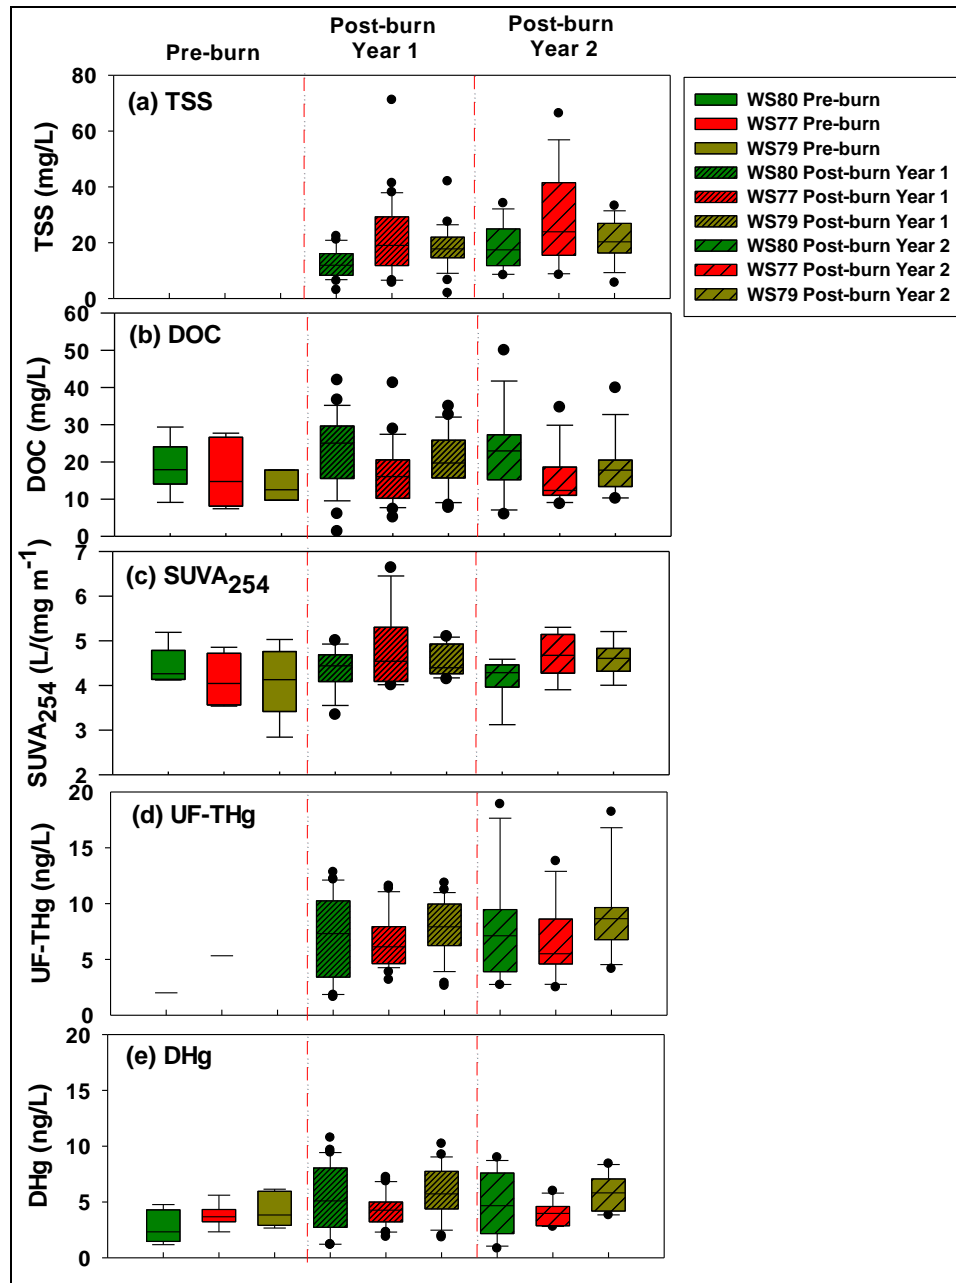 Pre-burn
Post-burn
Year 1
Post-burn
Year 2
(a) TSS
TSS (mg/L)
80
60
40
20
0
WS80 Pre-burn
WS77 Pre-burn
WS79 Pre-burn
WS80 Post-burn Year 1
WS77 Post-burn Year 1
WS79 Post-burn Year 1
WS80 Post-burn Year 2
WS77 Post-burn Year 2
WS79 Post-burn Year 2
(b) DOC
DOC (mg/L)
60
50
40
30
20
10
0
(c) SUVA254
SUVA254 (L/(mg m-1)
7
6
5
4
3
2
(d) UF-THg
UF-THg (ng/L)
20
15
10
5
0
(e) DHg
DHg (ng/L)
20
15
10
5
0